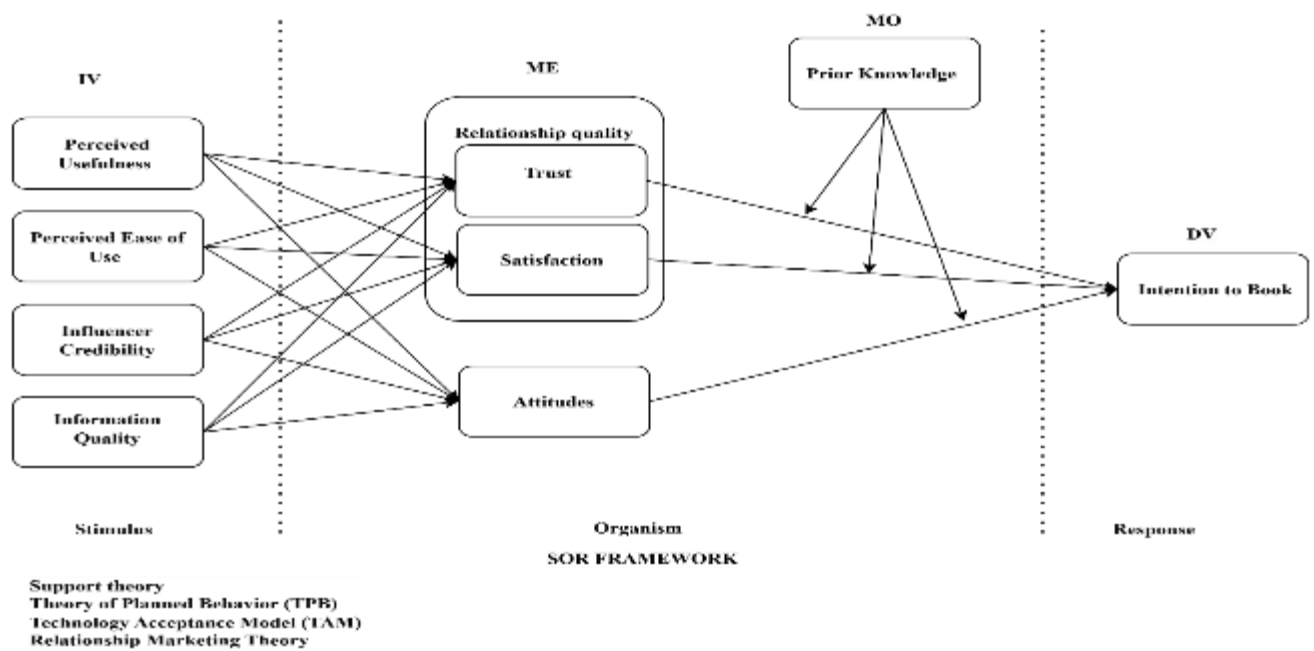 MO
Prior Knowledge
IV
ME
Perceived
Usefulness
Relationship quality
Trust
Perceived Ease of
Use
Satisfaction
DV
Intention to Book
Influencer
Credibility
Attitudes
Information
Quality
Stimulus
Organism
Response
SOR FRAMEWORK
Support theory
Theory of Planned Behavior (TPB)
Technology Acceptance Model (TAM)
Relationship Marketing Theory